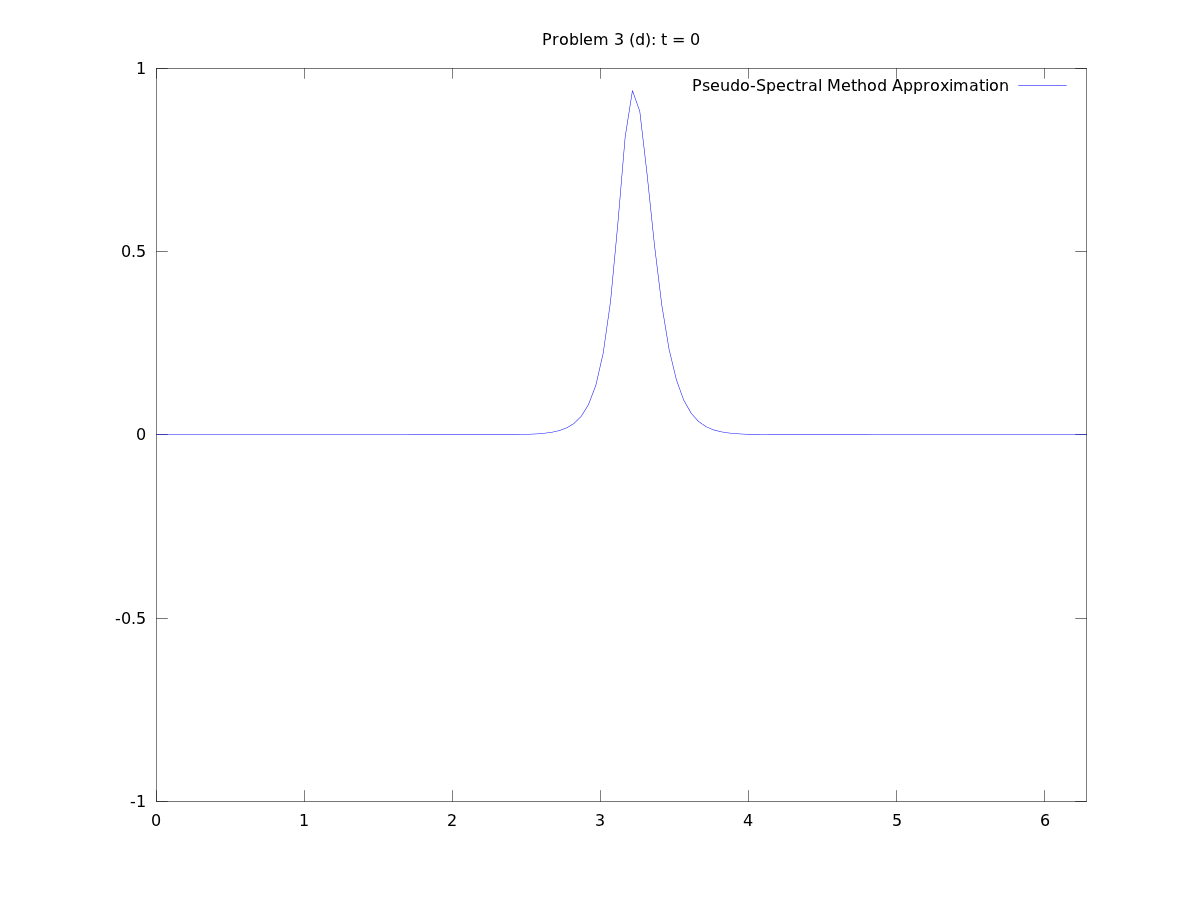 Problem 3 (d): t = 0
Pseudo-Spectral Method Approximation
1
0.5
0
-0.5
-1
0 1 2 3 4 5 6